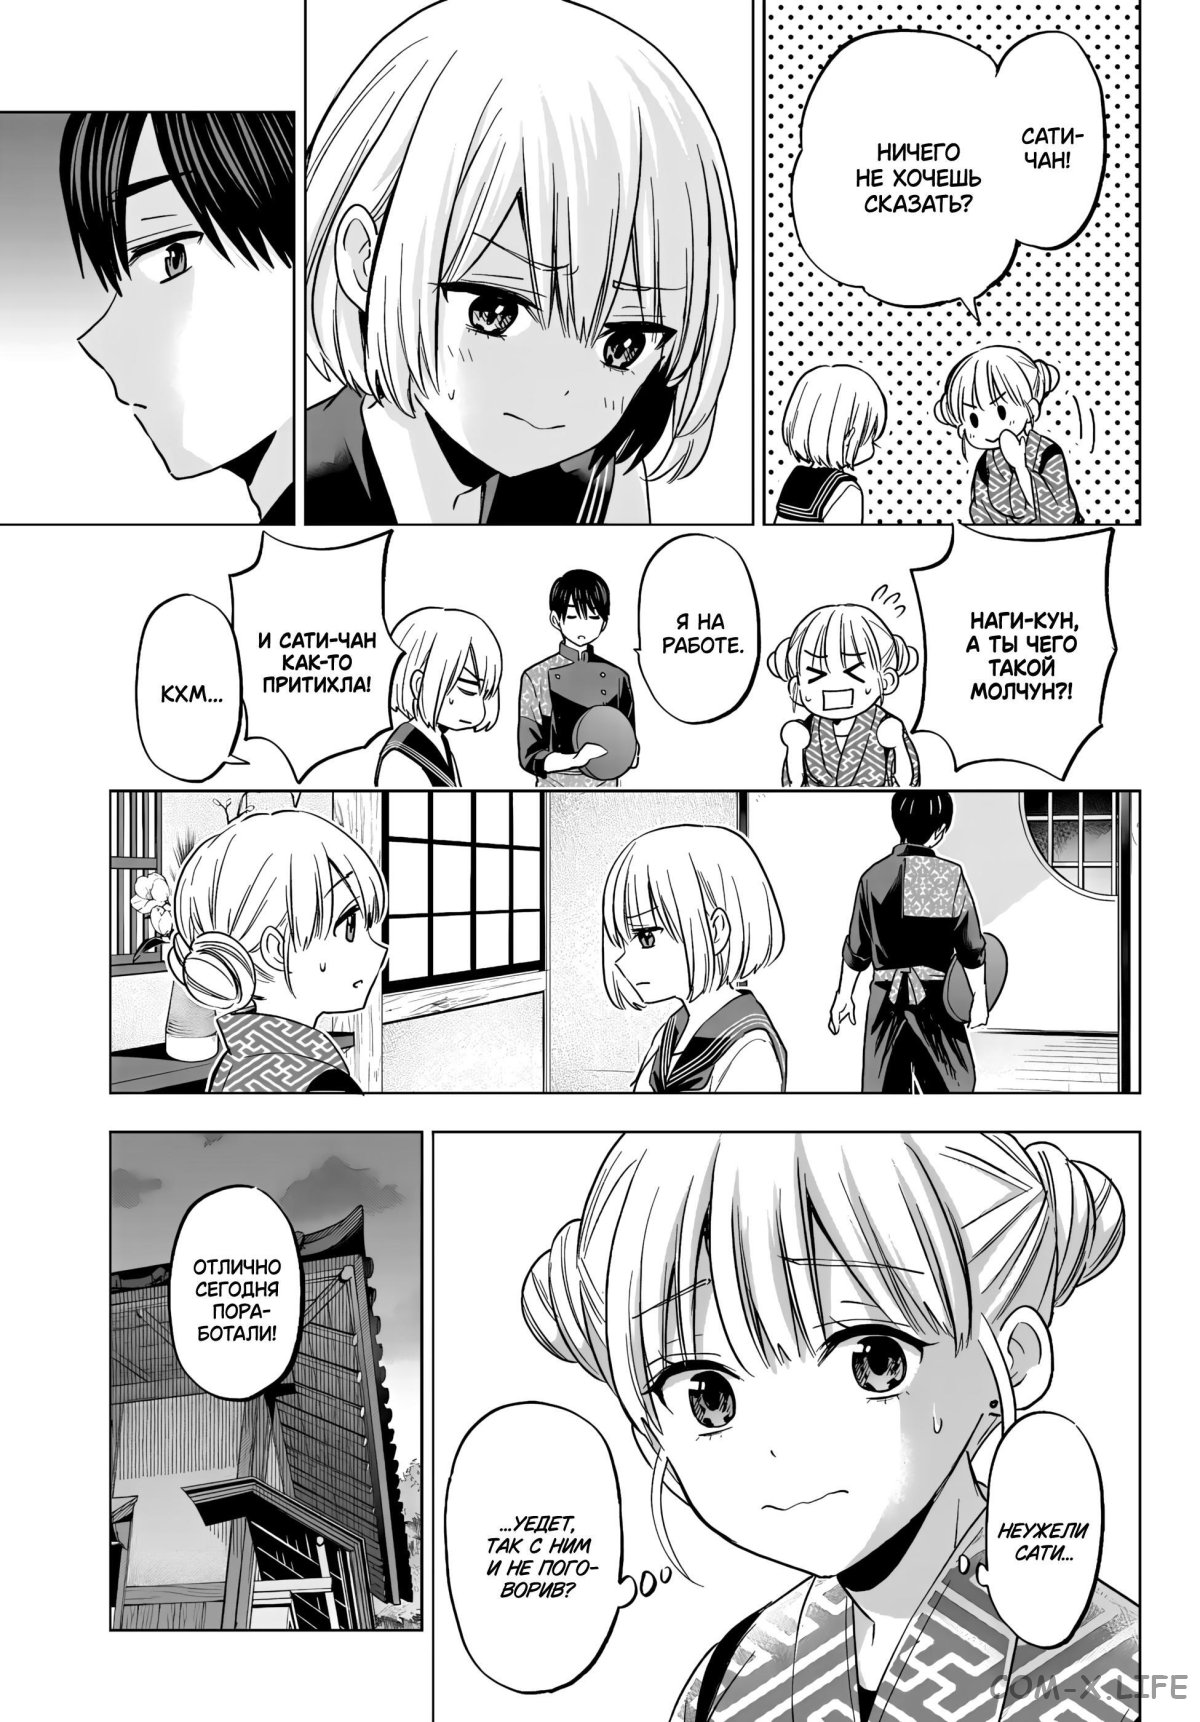 САТИ-
ЧАН!
НИЧЕГО
НЕ ХОЧЕШЬ
СКАЗАТЬ?
НАГИ-КУН,
А ТЫ ЧЕГО
ТАКОЙ
МОЛЧУН?!
Я НА
РАБОТЕ.
И САТИ-ЧАН
КАК-ТО
ПРИТИХЛА!
КХМ...
НЕУЖЕЛИ
САТИ...
...УЕДЕТ,
ТАК С НИМ
И НЕ ПОГО-
ВОРИВ?
ОТЛИЧНО
СЕГОДНЯ
ПОРА-
БОТАЛИ!
COM-X.LIFE